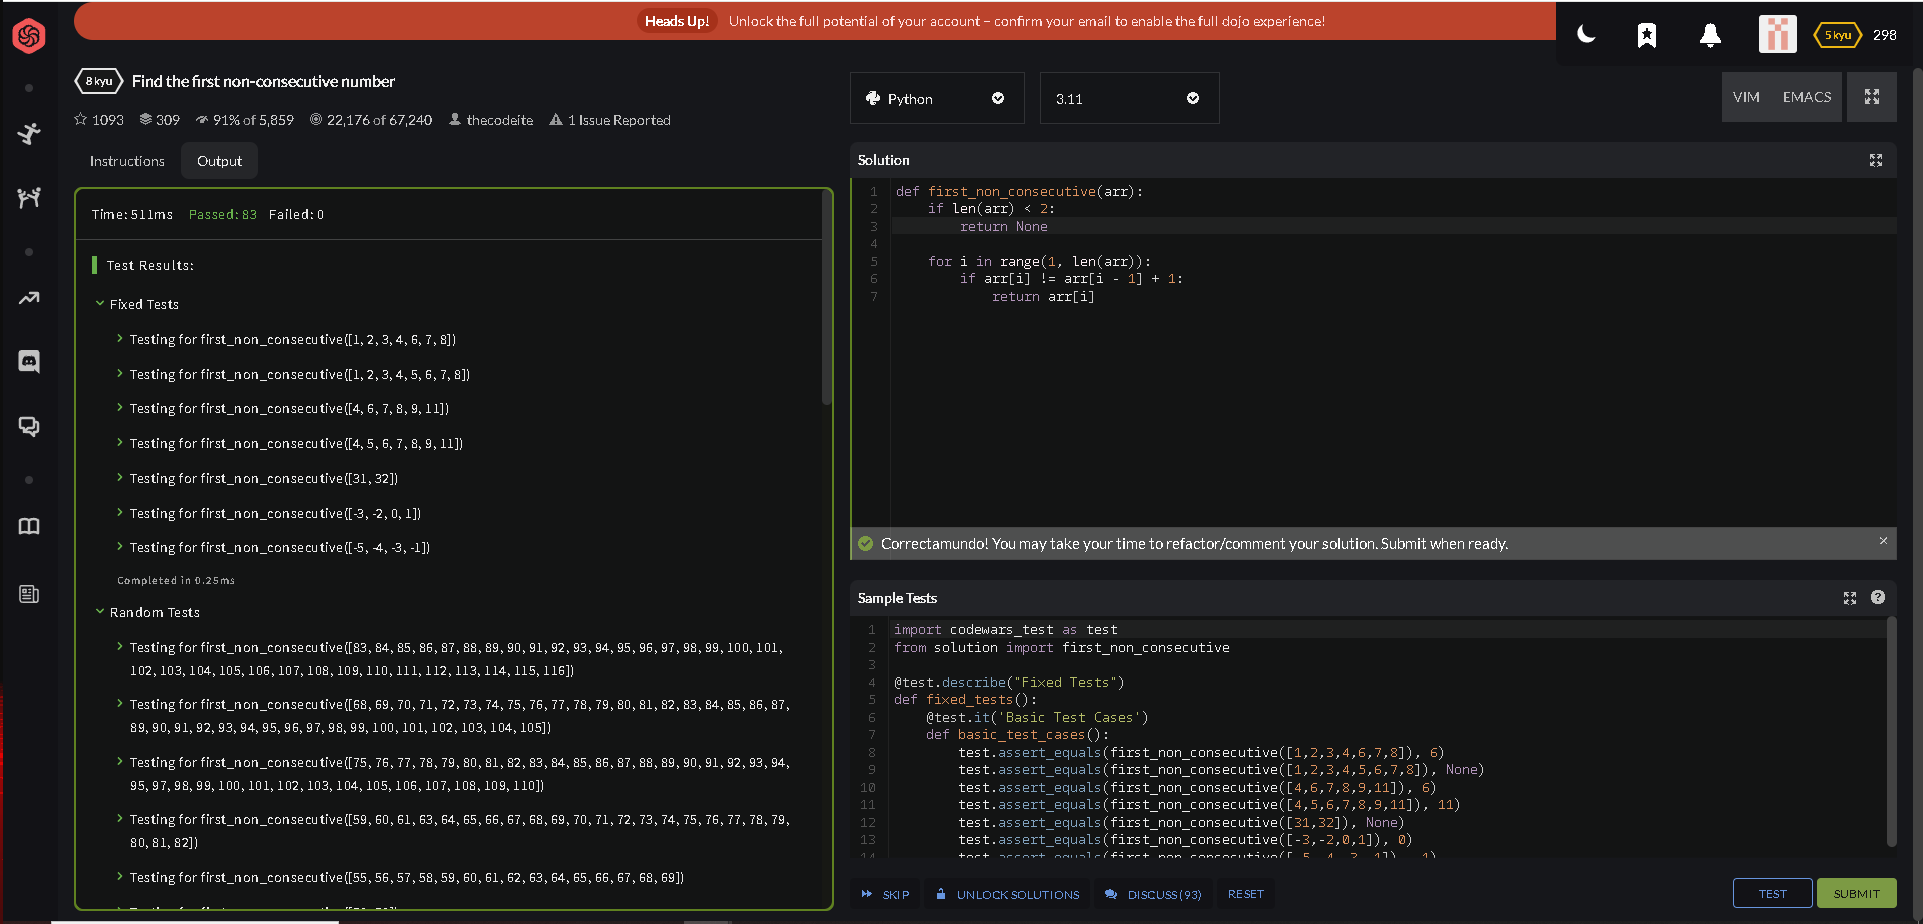 Heads Up! Unlock the full potential of your account – confirm your email to enable the full dojo experience!
5 kyu 298
8 kyu Find the first non-consecutive number
1093 309 91% of 5,859 22,176 of 67,240 thecodeite 1 Issue Reported
Instructions Output
Time: 511ms Passed: 83 Failed: 0
Test Results:
Fixed Tests
Testing for first_non_consecutive([1, 2, 3, 4, 6, 7, 8])
Testing for first_non_consecutive([1, 2, 3, 4, 5, 6, 7, 8])
Testing for first_non_consecutive([4, 6, 7, 8, 9, 11])
Testing for first_non_consecutive([4, 5, 6, 7, 8, 9, 11])
Testing for first_non_consecutive([31, 32])
Testing for first_non_consecutive([-3, -2, 0, 1])
Testing for first_non_consecutive([-5, -4, -3, -1])
Completed in 0.25ms
Random Tests
Testing for first_non_consecutive([83, 84, 85, 86, 87, 88, 89, 90, 91, 92, 93, 94, 95, 96, 97, 98, 99, 100, 101,
102, 103, 104, 105, 106, 107, 108, 109, 110, 111, 112, 113, 114, 115, 116])
Testing for first_non_consecutive([68, 69, 70, 71, 72, 73, 74, 75, 76, 77, 78, 79, 80, 81, 82, 83, 84, 85, 86, 87,
89, 90, 91, 92, 93, 94, 95, 96, 97, 98, 99, 100, 101, 102, 103, 104, 105])
Testing for first_non_consecutive([75, 76, 77, 78, 79, 80, 81, 82, 83, 84, 85, 86, 87, 88, 89, 90, 91, 92, 93, 94,
95, 97, 98, 99, 100, 101, 102, 103, 104, 105, 106, 107, 108, 109, 110])
Testing for first_non_consecutive([59, 60, 61, 63, 64, 65, 66, 67, 68, 69, 70, 71, 72, 73, 74, 75, 76, 77, 78, 79,
80, 81, 82])
Testing for first_non_consecutive([55, 56, 57, 58, 59, 60, 61, 62, 63, 64, 65, 66, 67, 68, 69])
Python 3.11 VIM EMACS
Solution
1 def first_non_consecutive(arr):
2 if len(arr) < 2:
3 return None
4
5 for i in range(1, len(arr)):
6 if arr[i] != arr[i - 1] + 1:
7 return arr[i]
Correctamundo! You may take your time to refactor/comment your solution. Submit when ready.
Sample Tests
1 import codewars_test as test
2 from solution import first_non_consecutive
3
4 @test.describe("Fixed Tests")
5 def fixed_tests():
6 @test.it('Basic Test Cases')
7 def basic_test_cases():
8 test.assert_equals(first_non_consecutive([1,2,3,4,6,7,8]), 6)
9 test.assert_equals(first_non_consecutive([1,2,3,4,5,6,7,8]), None)
10 test.assert_equals(first_non_consecutive([4,6,7,8,9,11]), 6)
11 test.assert_equals(first_non_consecutive([4,5,6,7,8,9,11]), 11)
12 test.assert_equals(first_non_consecutive([31,32]), None)
13 test.assert_equals(first_non_consecutive([-3,-2,0,1]), 0)
14 test.assert_equals(first_non_consecutive([-5,-4,-3,-1]), -1)
SKIP UNLOCK SOLUTIONS DISCUSS (93) RESET TEST SUBMIT